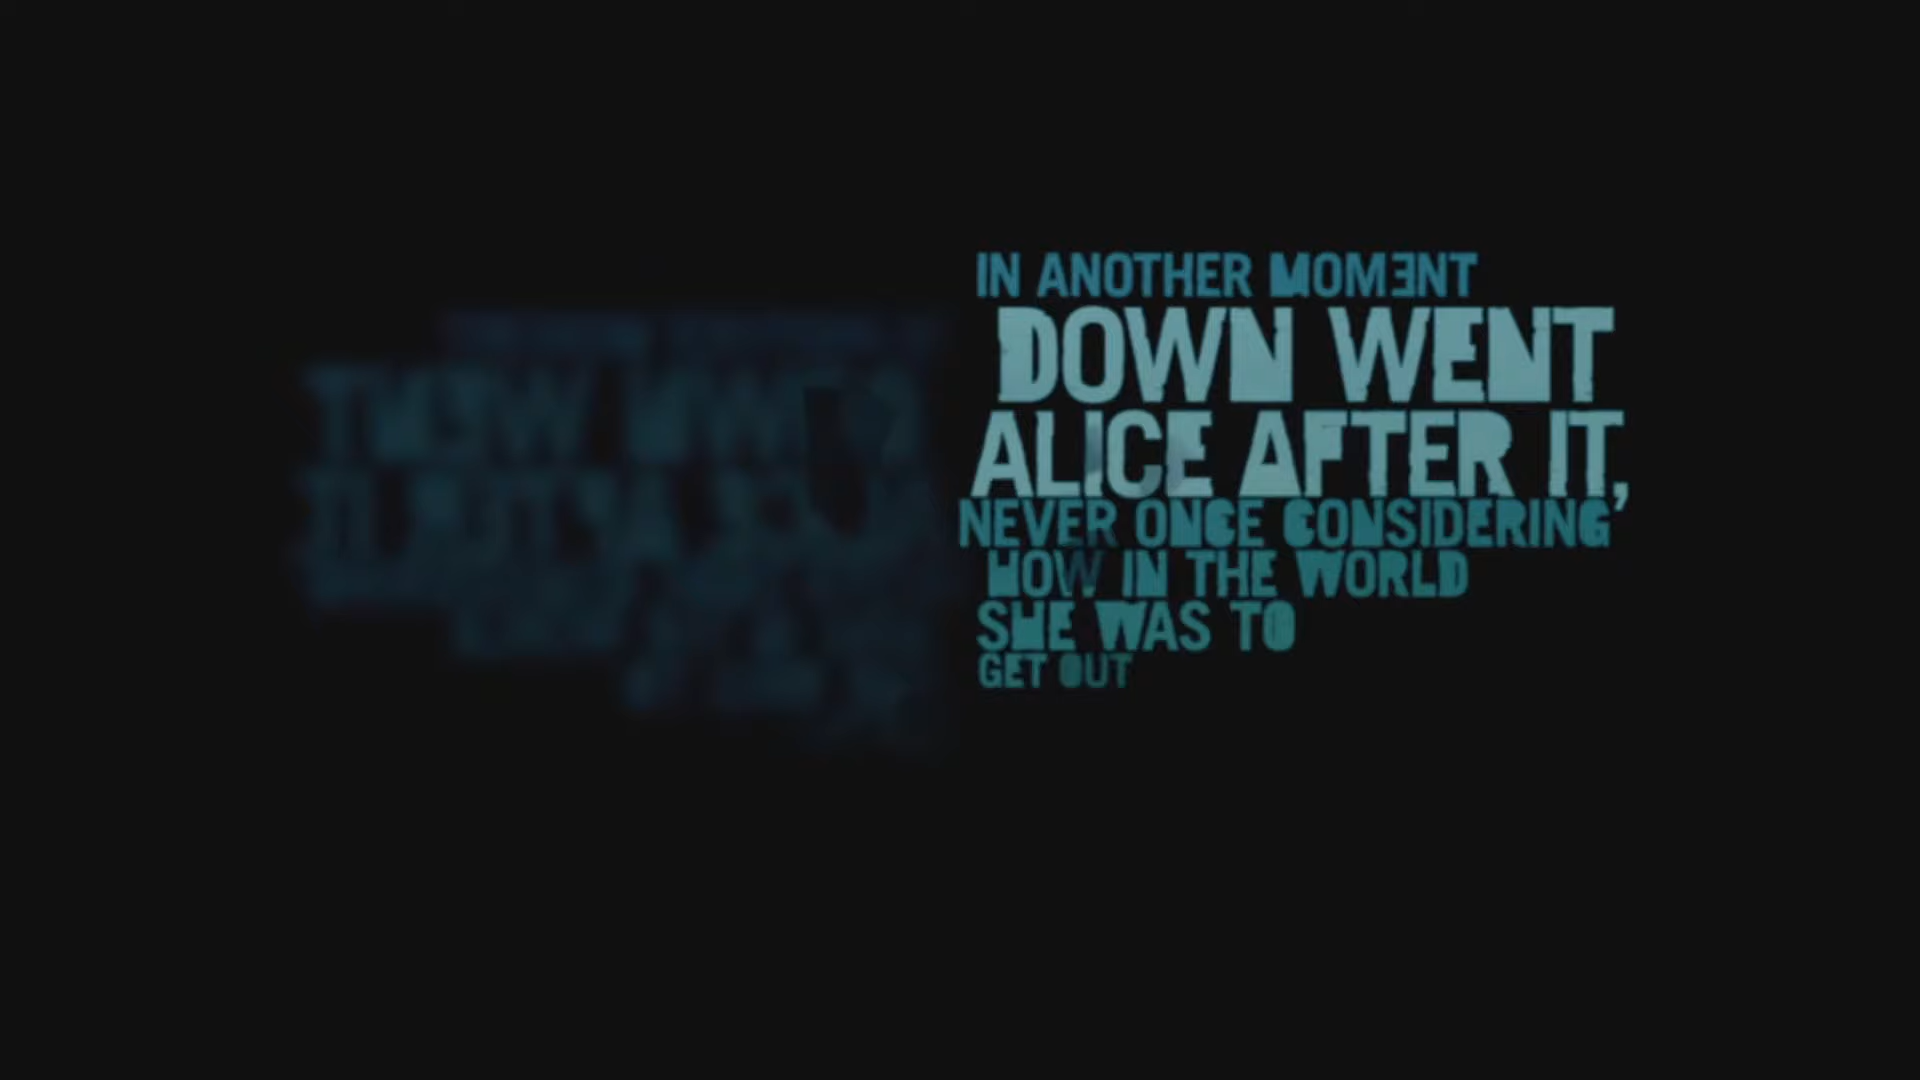 IN ANOTHER MOMENT
DOWN WENT
ALICE AFTER IT,
NEVER ONCE CONSIDERING
HOW IN THE WORLD
SHE WAS TO
GET OUT